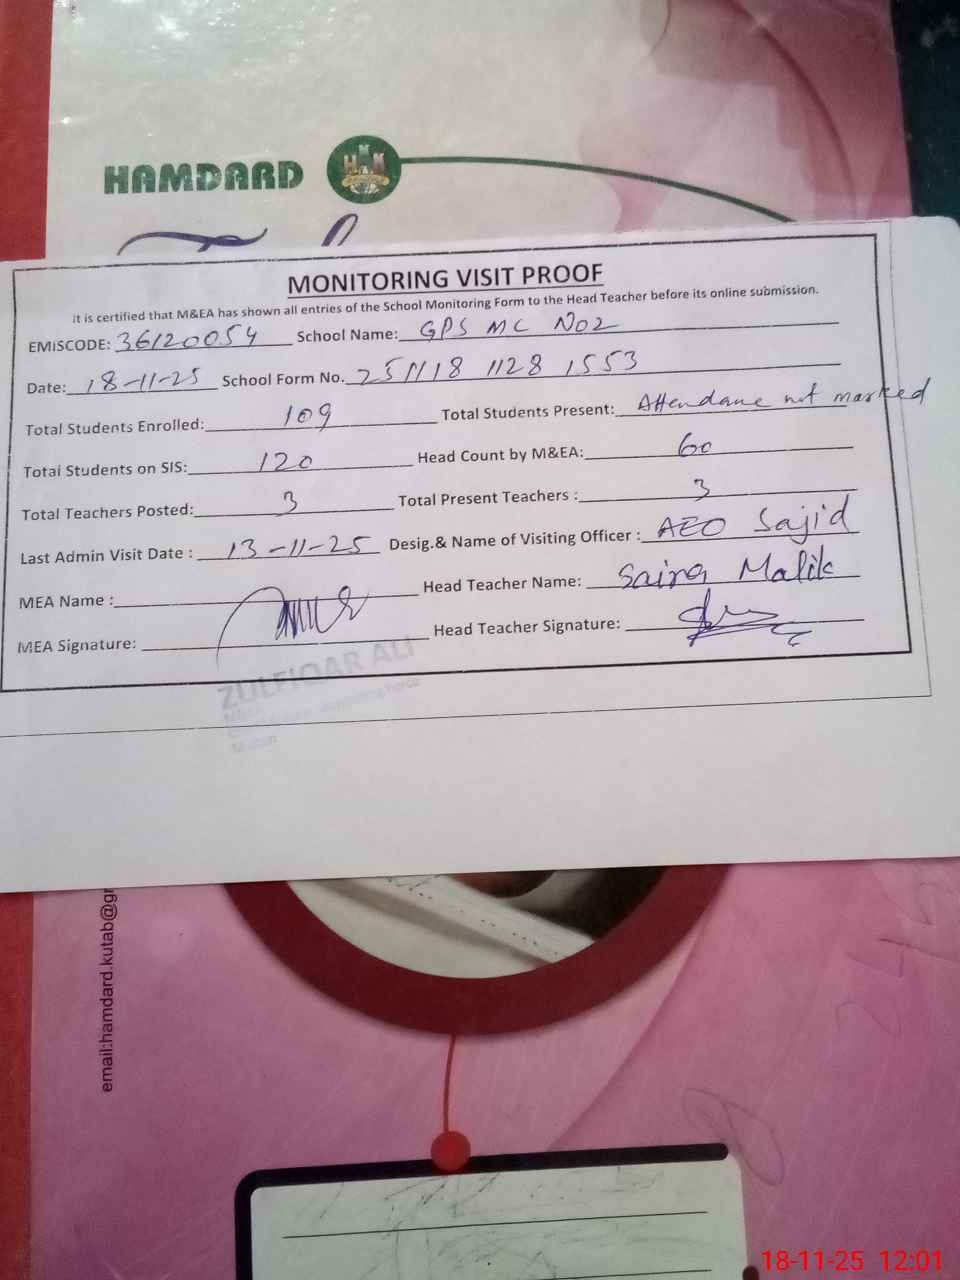 HAMDARD
MONITORING VISIT PROOF
It is certified that M&EA has shown all entries of the School Monitoring Form to the Head Teacher before its online submission.
EMISCODE: 36120054 School Name: GPS MC No2
Date: 18-11-25 School Form No. 251118 1128 1553
Total Students Enrolled: 109 Total Students Present: Attendane not marked
Total Students on SIS: 120 Head Count by M&EA: 60
Total Teachers Posted: 3 Total Present Teachers : 3
Last Admin Visit Date : 13-11-25 Desig.& Name of Visiting Officer : AEO Sajid
MEA Name : Head Teacher Name: Saira Malik
MEA Signature: Head Teacher Signature:
ZULFIQAR ALI
Multan
email:hamdard.kutab@gr
18-11-25 12:01